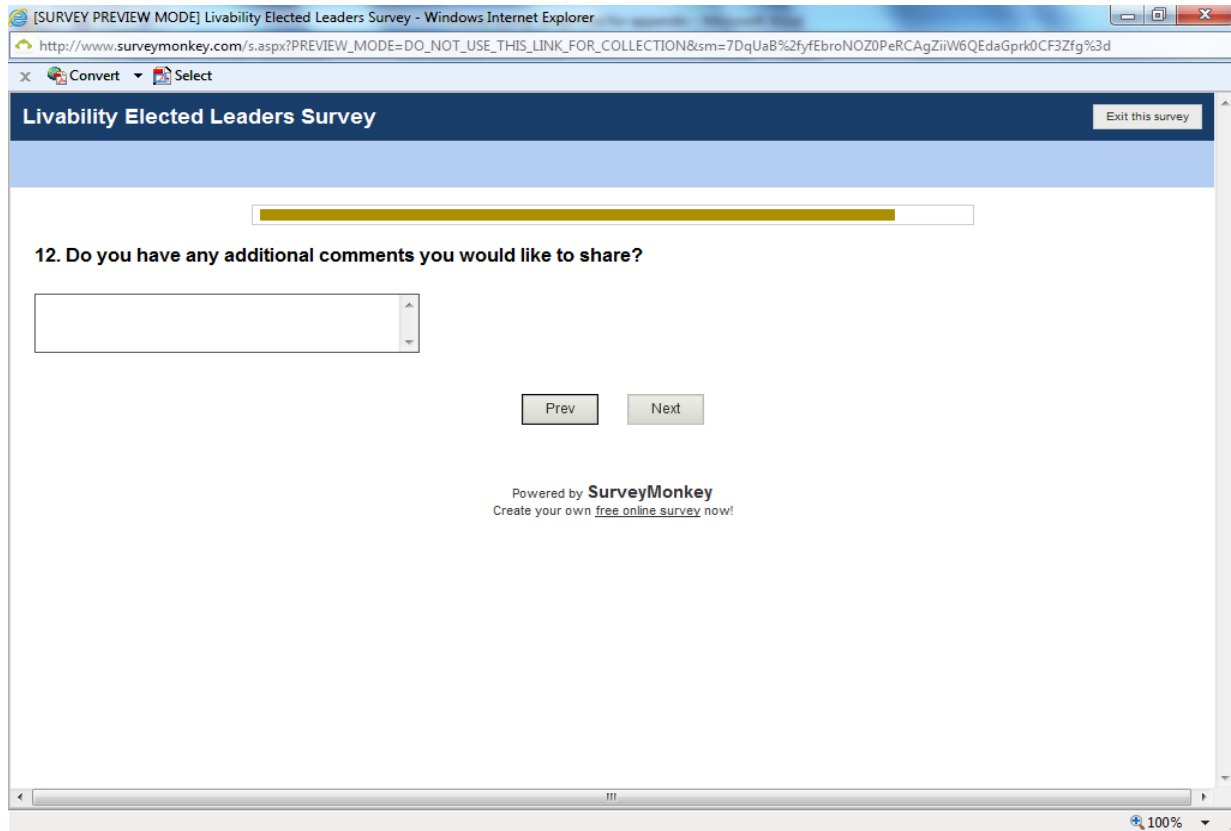 [SURVEY PREVIEW MODE] Livability Elected Leaders Survey - Windows Internet Explorer
http://www.surveymonkey.com/s.aspx?PREVIEW_MODE=DO_NOT_USE_THIS_LINK_FOR_COLLECTION&sm=7DqUaB%2fyfEbroNOZ0PeRCAgZiiW6QEdaGprk0CF3Zfg%3d
x Convert Select
Livability Elected Leaders Survey
Exit this survey
12. Do you have any additional comments you would like to share?
Prev Next
Powered by SurveyMonkey
Create your own free online survey now!
100%